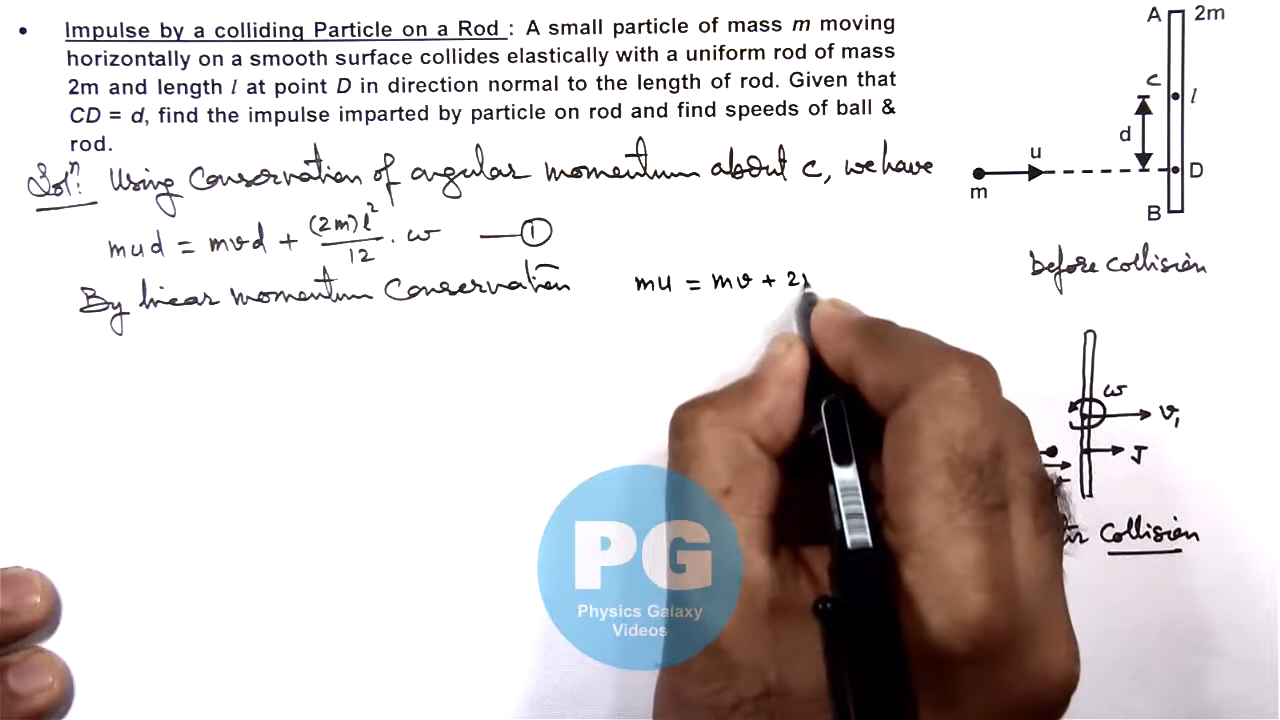 • Impulse by a colliding Particle on a Rod : A small particle of mass m moving
horizontally on a smooth surface collides elastically with a uniform rod of mass
2m and length l at point D in direction normal to the length of rod. Given that
CD = d, find the impulse imparted by particle on rod and find speeds of ball &
rod.
Solⁿ: Using Conservation of angular momentum about C, we have
mud = mvd + (2m)l²/12 . ω —①
By linear momentum Conservation mu = mv + 2
A 2m
C l
d
u
m
D
B
before collision
ω
v₁
J
Collision
PG
Physics Galaxy
Videos